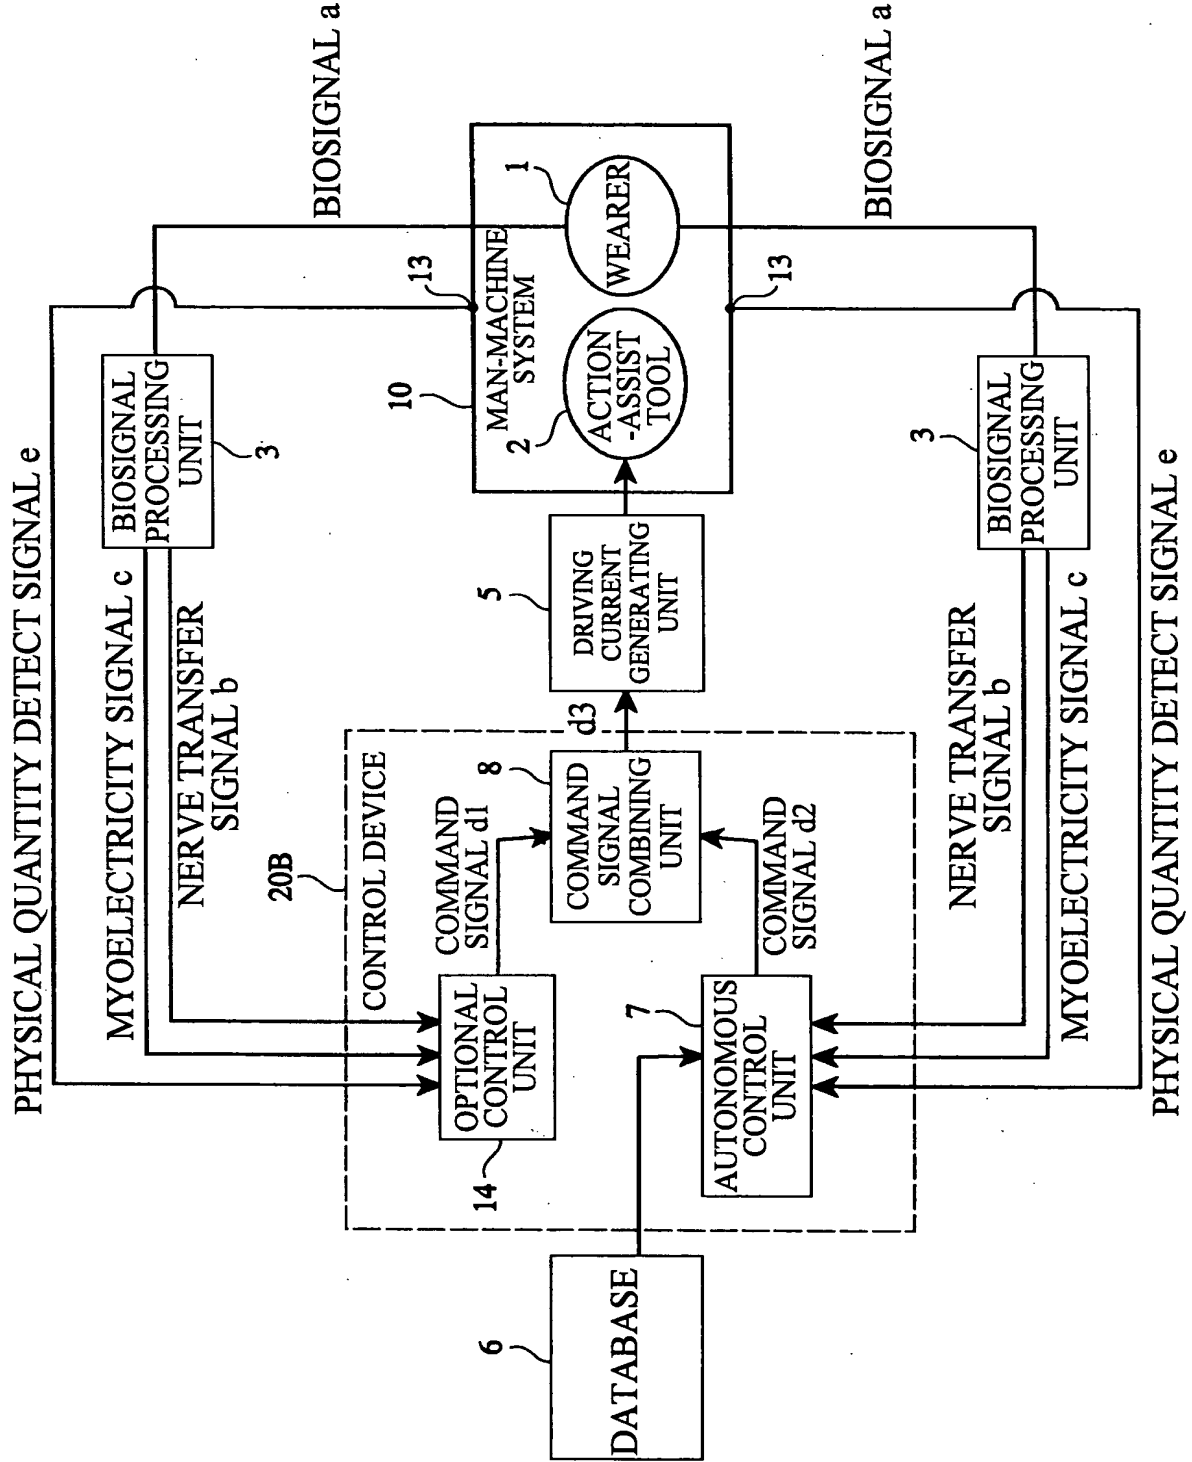 PHYSICAL QUANTITY DETECT SIGNAL e
MYOELECTRICITY SIGNAL c
NERVE TRANSFER
SIGNAL b
BIOSIGNAL
PROCESSING
UNIT
3
BIOSIGNAL a
20B
CONTROL DEVICE
14
OPTIONAL
CONTROL
UNIT
COMMAND
SIGNAL d1
8
COMMAND
SIGNAL
COMBINING
UNIT
d3
5
DRIVING
CURRENT
GENERATING
UNIT
10
13
MAN-MACHINE
SYSTEM
2
ACTION
-ASSIST
TOOL
1
WEARER
13
6
DATABASE
7
AUTONOMOUS
CONTROL
UNIT
COMMAND
SIGNAL d2
BIOSIGNAL a
3
BIOSIGNAL
PROCESSING
UNIT
NERVE TRANSFER
SIGNAL b
MYOELECTRICITY SIGNAL c
PHYSICAL QUANTITY DETECT SIGNAL e